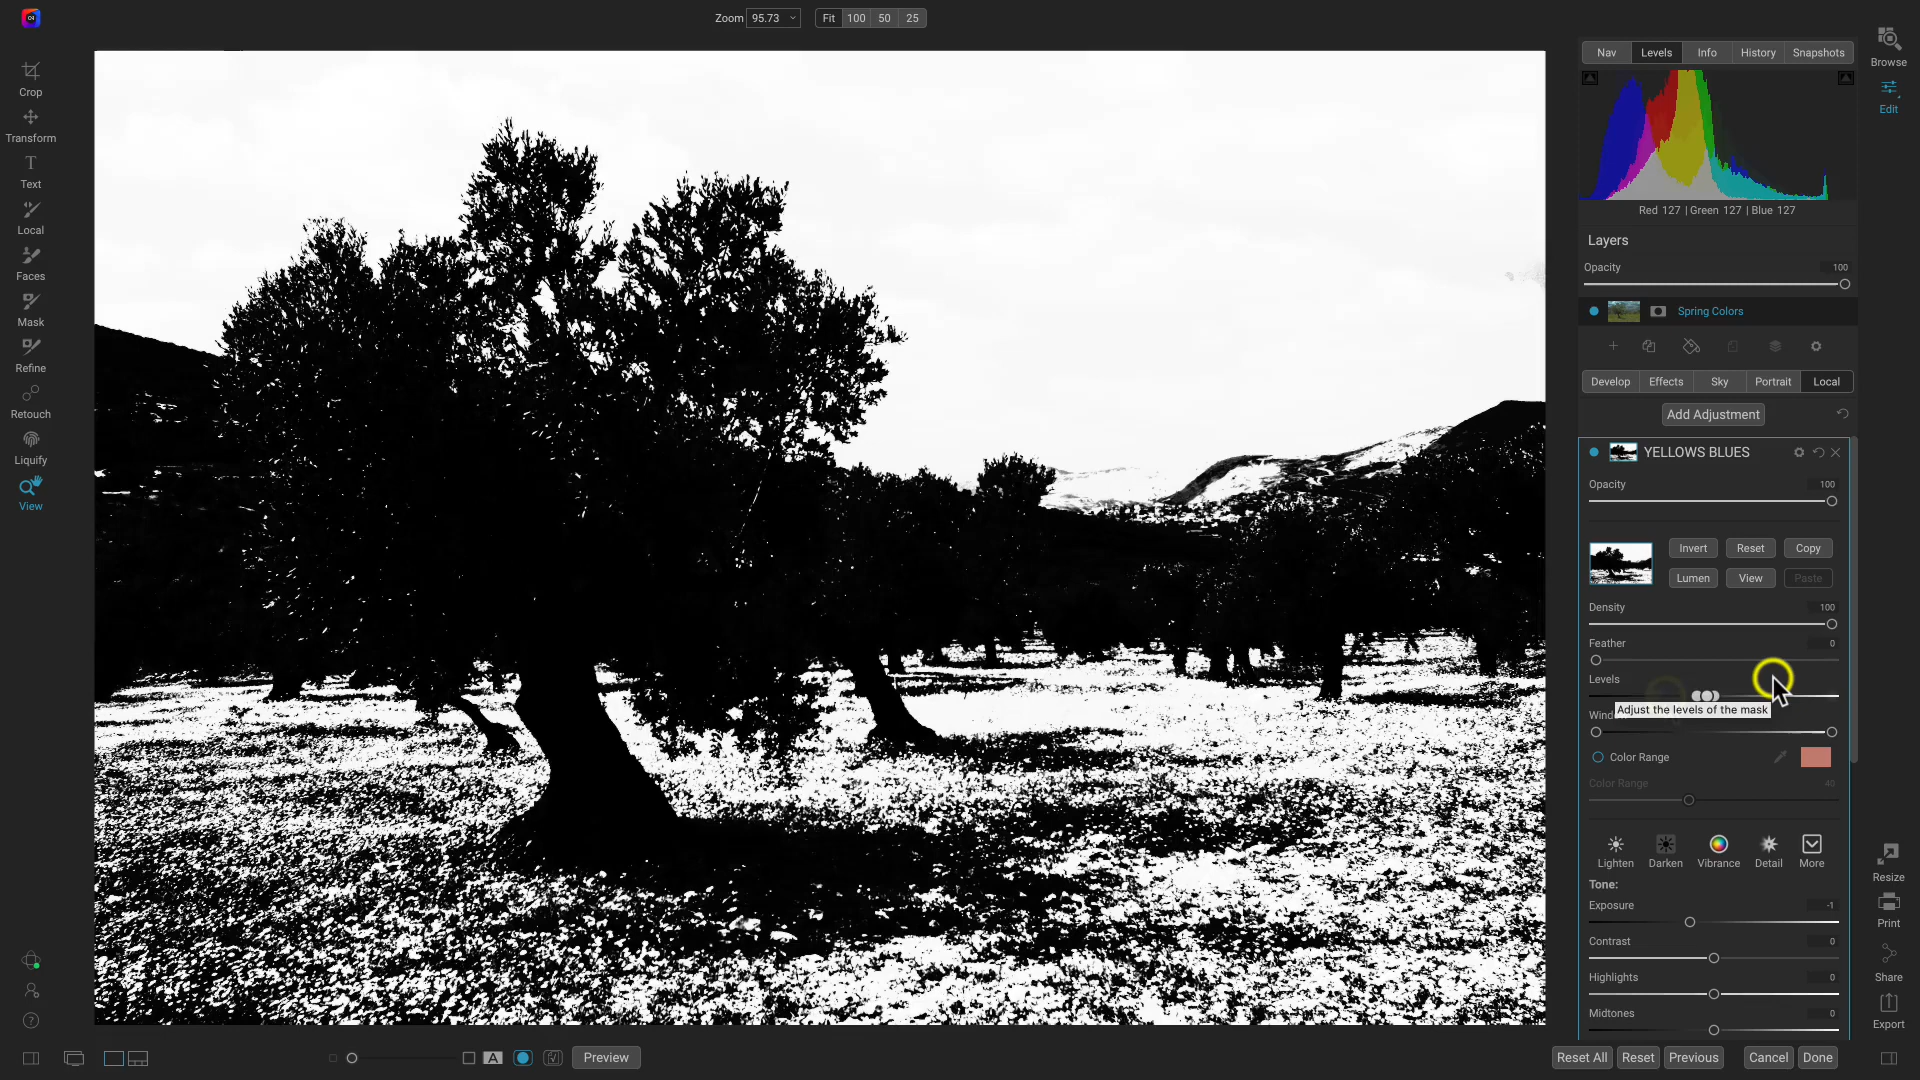 Zoom 95.73 Fit 100 50 25
Crop
Transform
Text
Local
Faces
Mask
Refine
Retouch
Liquify
View
Nav Levels Info History Snapshots
Red 127 | Green 127 | Blue 127
Layers
Opacity 100
Spring Colors
Develop Effects Sky Portrait Local
Add Adjustment
YELLOWS BLUES
Opacity 100
Invert Reset Copy
Lumen View Paste
Density 100
Feather 0
Levels
Adjust the levels of the mask
Color Range
Color Range 40
Lighten Darken Vibrance Detail More
Tone:
Exposure -1
Contrast 0
Highlights 0
Midtones 0
Browse
Edit
Resize
Print
Share
Export
A Preview
Reset All Reset Previous Cancel Done